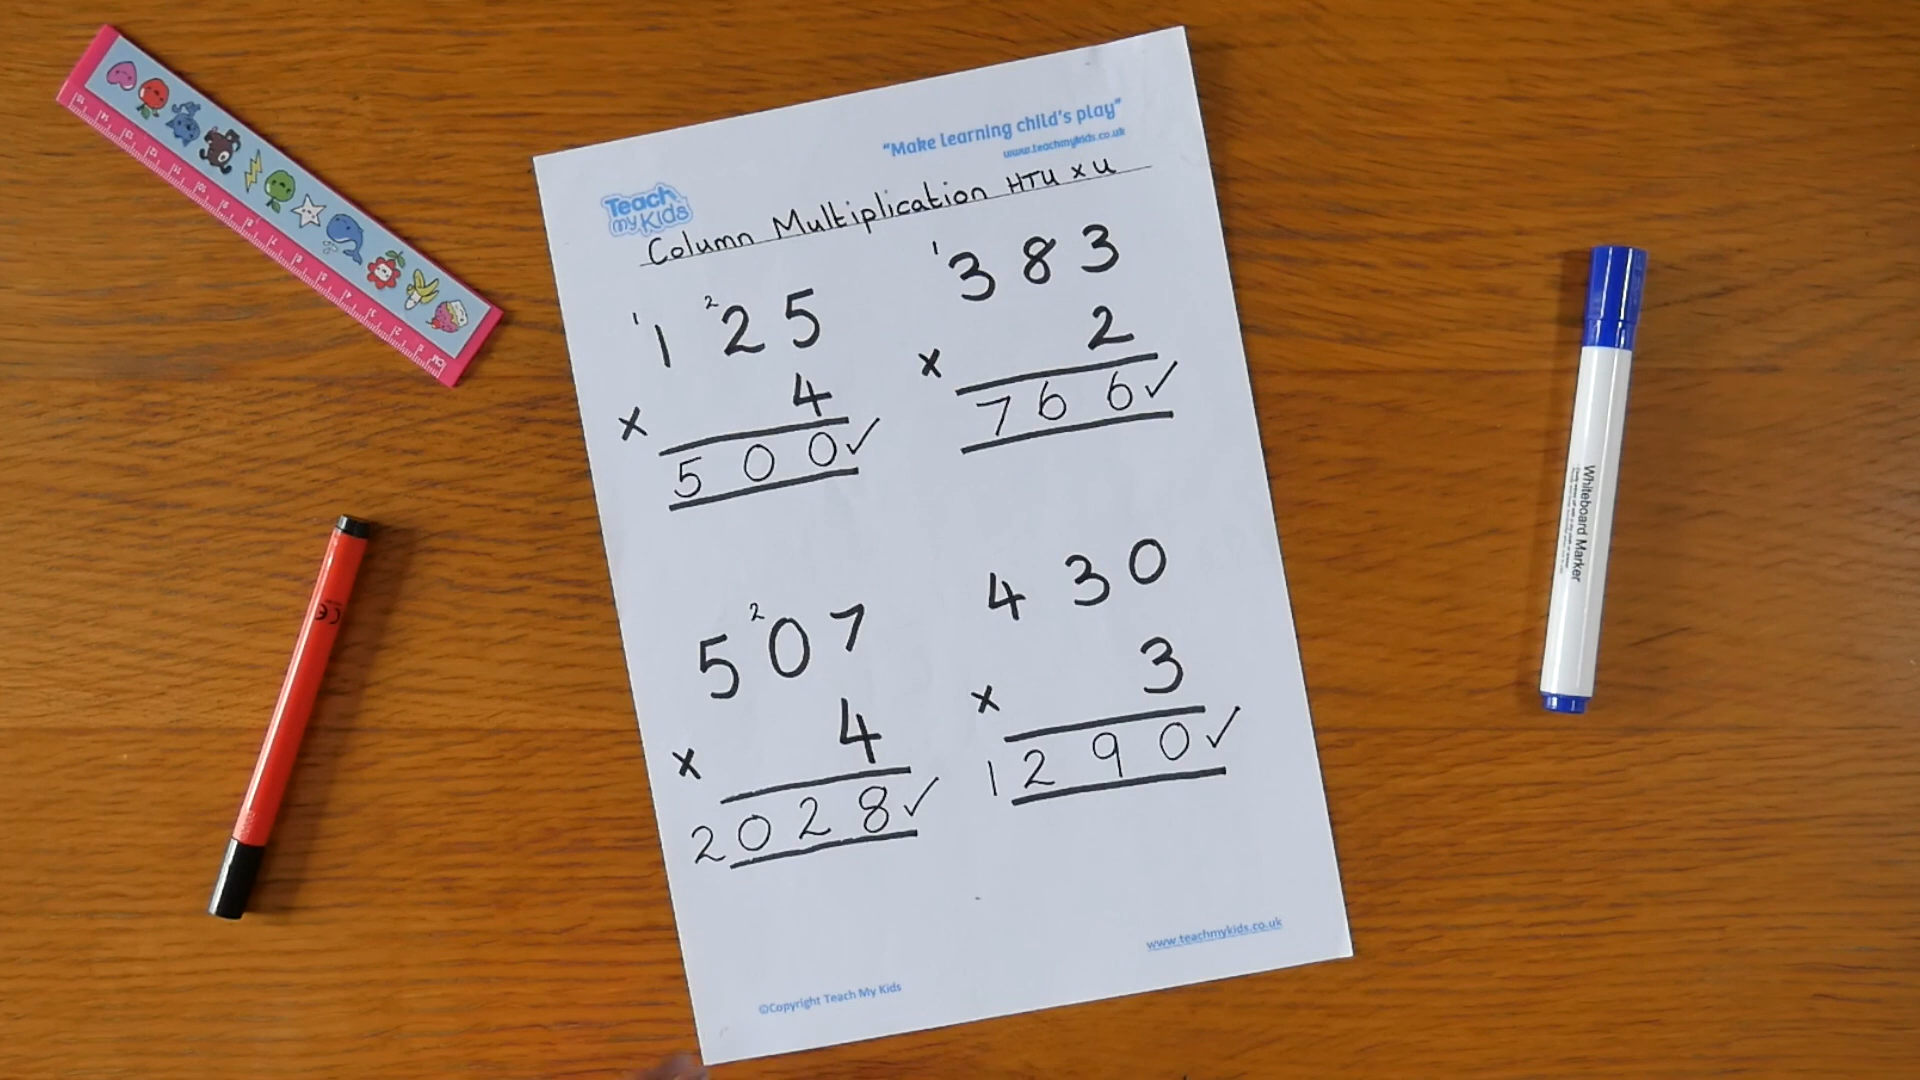 "Make learning child's play"
www.teachmykids.co.uk
Teach
my Kids
Column Multiplication HTU x U
1 1 2 2 5
x 4
5 0 0 ✓
1 3 8 3
x 2
7 6 6 ✓
5 2 0 7
x 4
2 0 2 8 ✓
4 3 0
x 3
1 2 9 0 ✓
www.teachmykids.co.uk
©Copyright Teach My Kids
Whiteboard Marker
CE